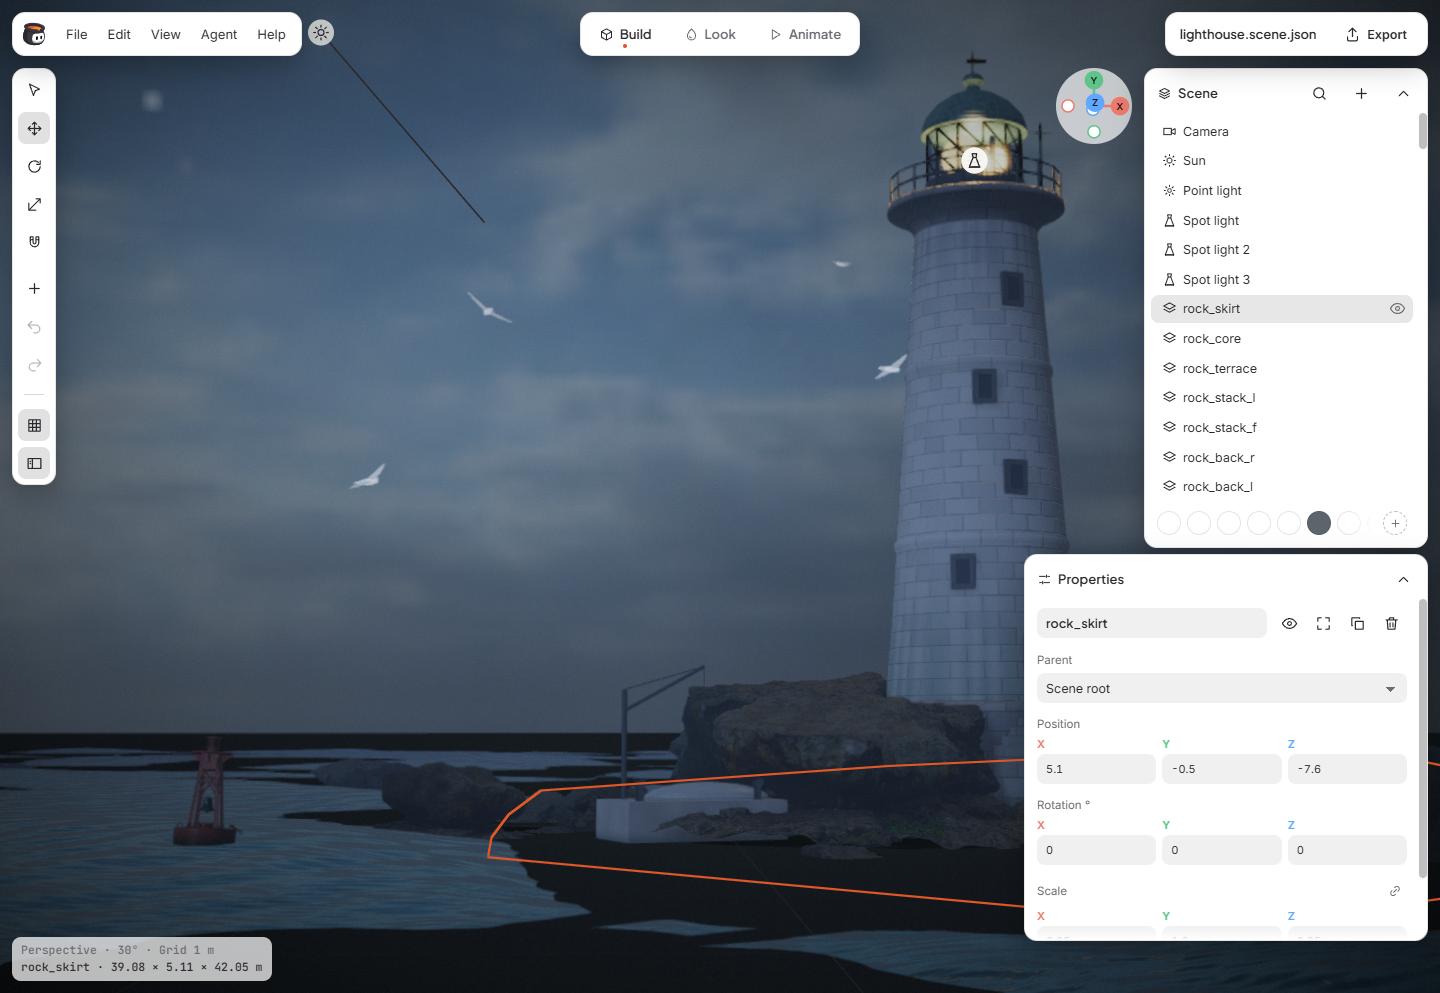 File Edit View Agent Help
Build Look Animate
lighthouse.scene.json Export
Y
Z X
Scene
Camera
Sun
Point light
Spot light
Spot light 2
Spot light 3
rock_skirt
rock_core
rock_terrace
rock_stack_l
rock_stack_f
rock_back_r
rock_back_l
Properties
rock_skirt
Parent
Scene root
Position
X Y Z
5.1 -0.5 -7.6
Rotation °
X Y Z
0 0 0
Scale
X Y Z
Perspective · 30° · Grid 1 m
rock_skirt · 39.08 × 5.11 × 42.05 m